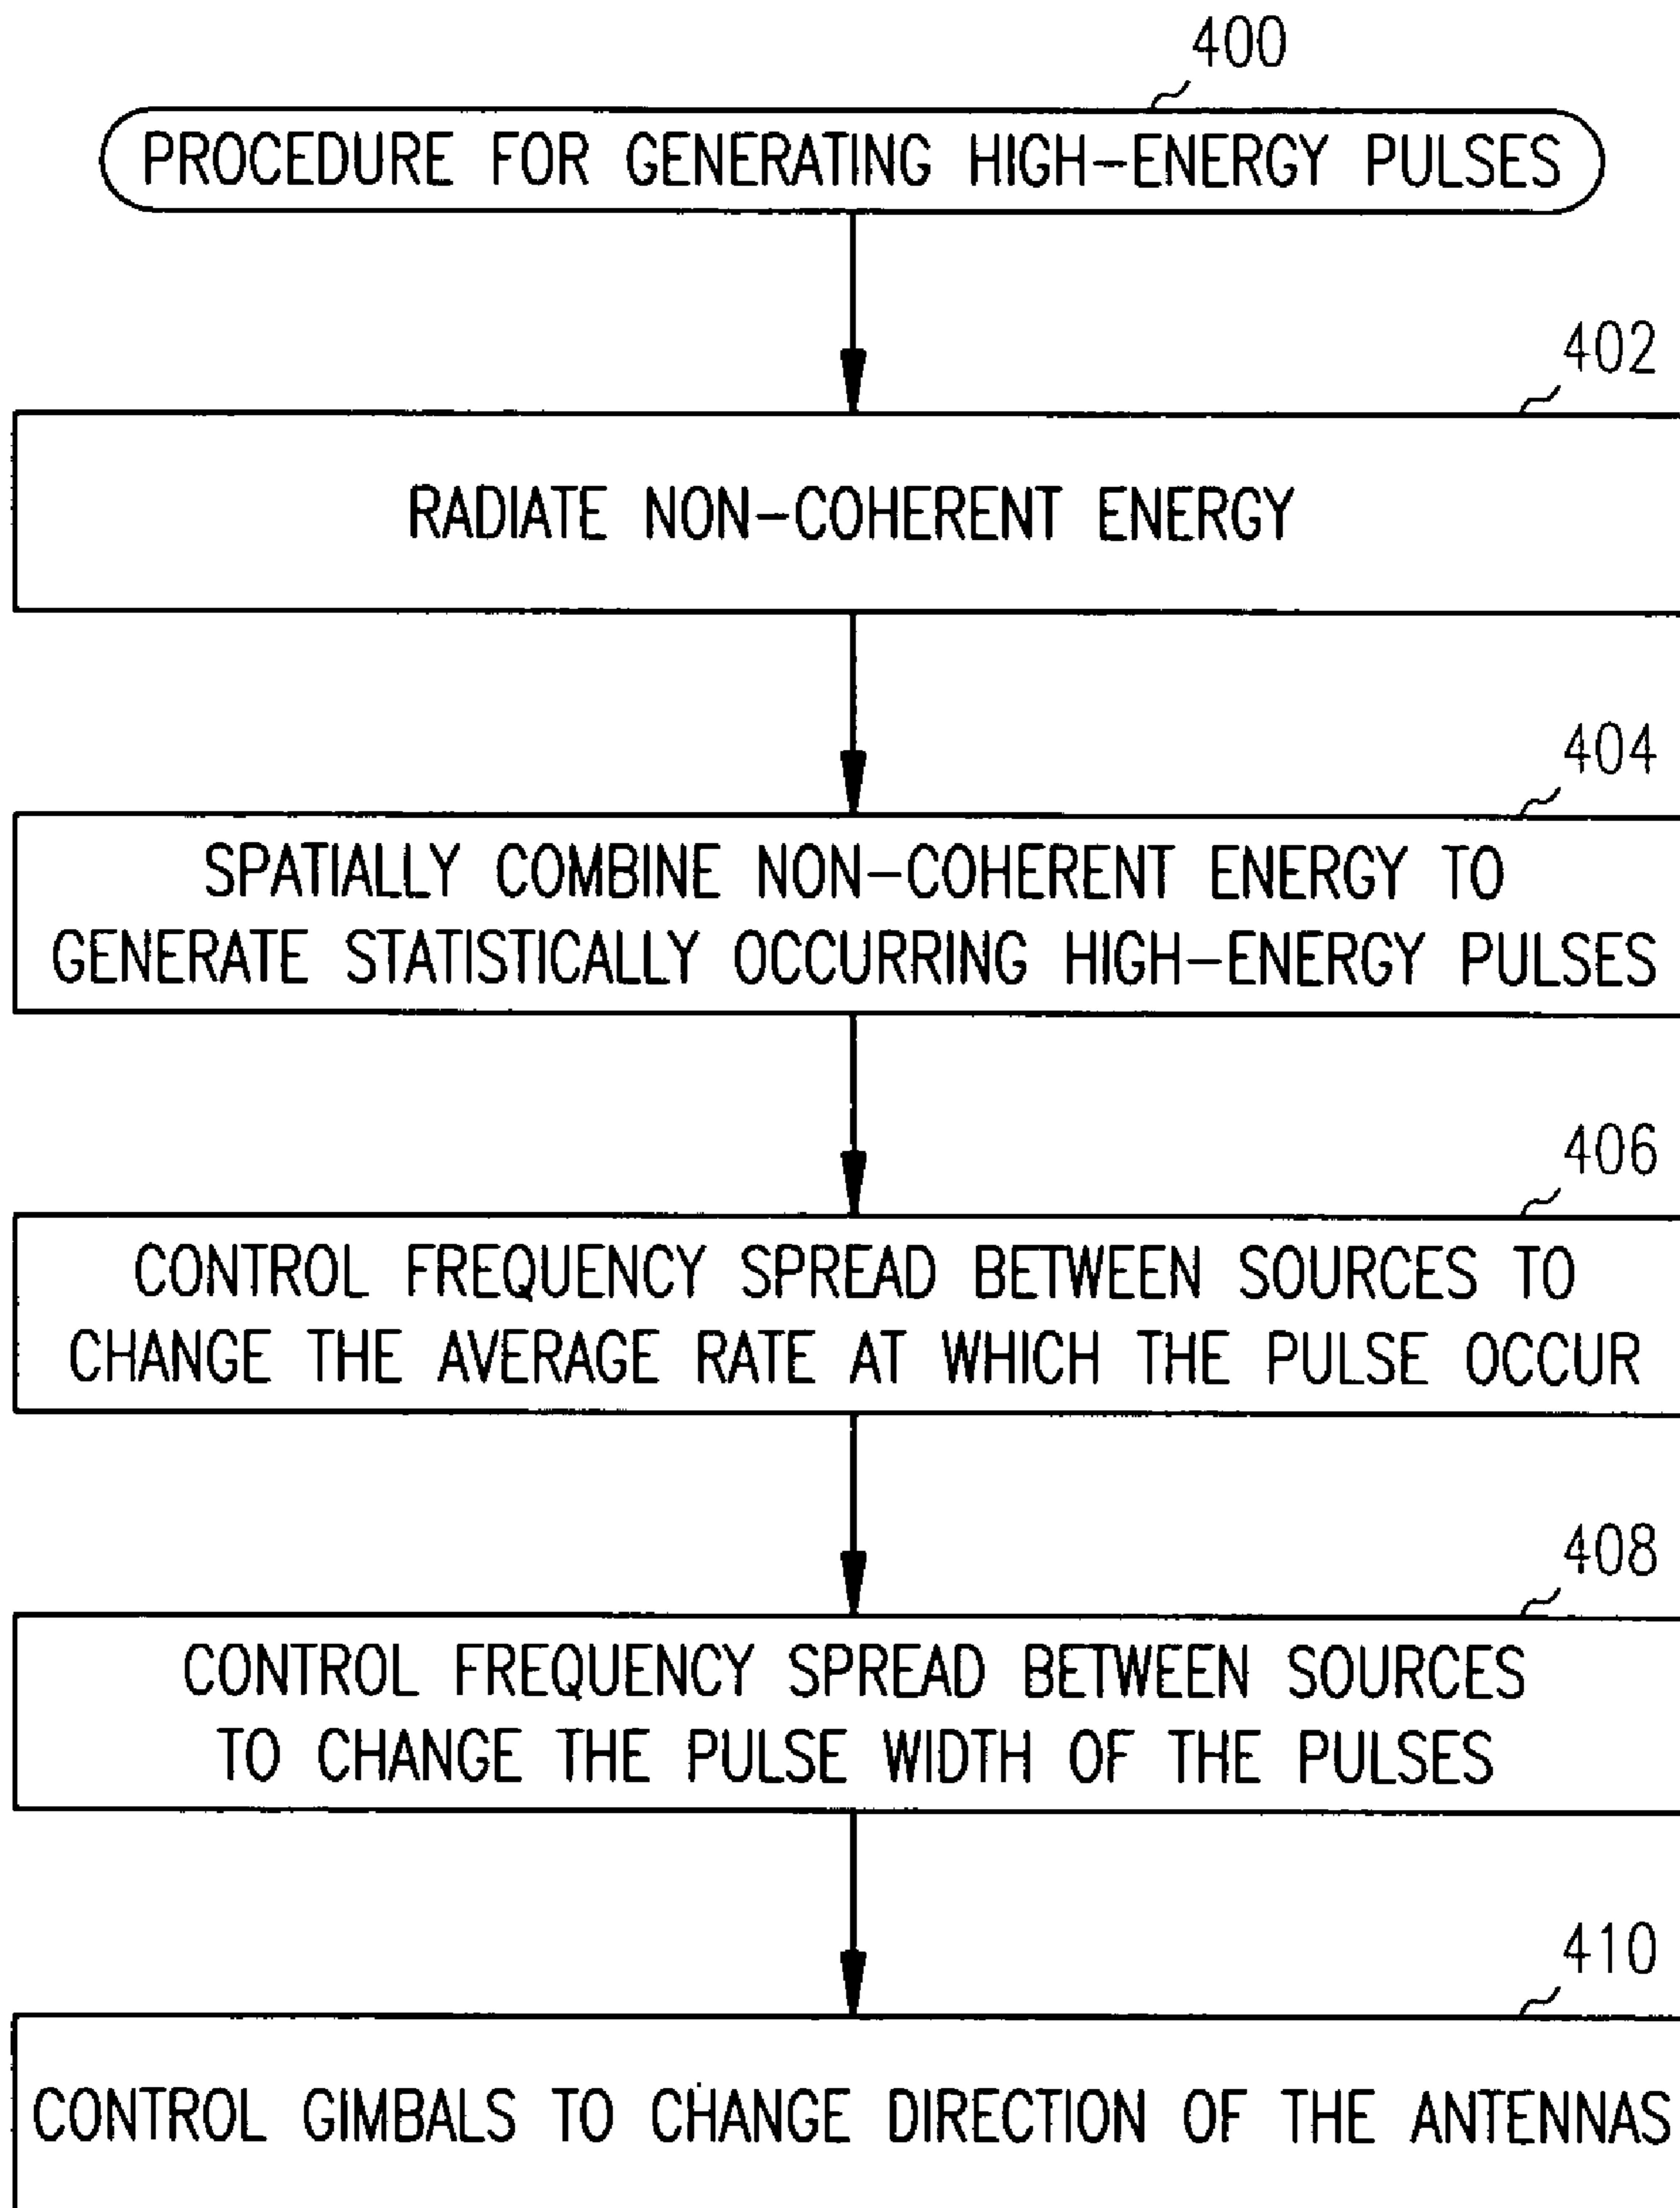 400
PROCEDURE FOR GENERATING HIGH-ENERGY PULSES
402
RADIATE NON-COHERENT ENERGY
404
SPATIALLY COMBINE NON-COHERENT ENERGY TO
GENERATE STATISTICALLY OCCURRING HIGH-ENERGY PULSES
406
CONTROL FREQUENCY SPREAD BETWEEN SOURCES TO
CHANGE THE AVERAGE RATE AT WHICH THE PULSE OCCUR
408
CONTROL FREQUENCY SPREAD BETWEEN SOURCES
TO CHANGE THE PULSE WIDTH OF THE PULSES
410
CONTROL GIMBALS TO CHANGE DIRECTION OF THE ANTENNAS